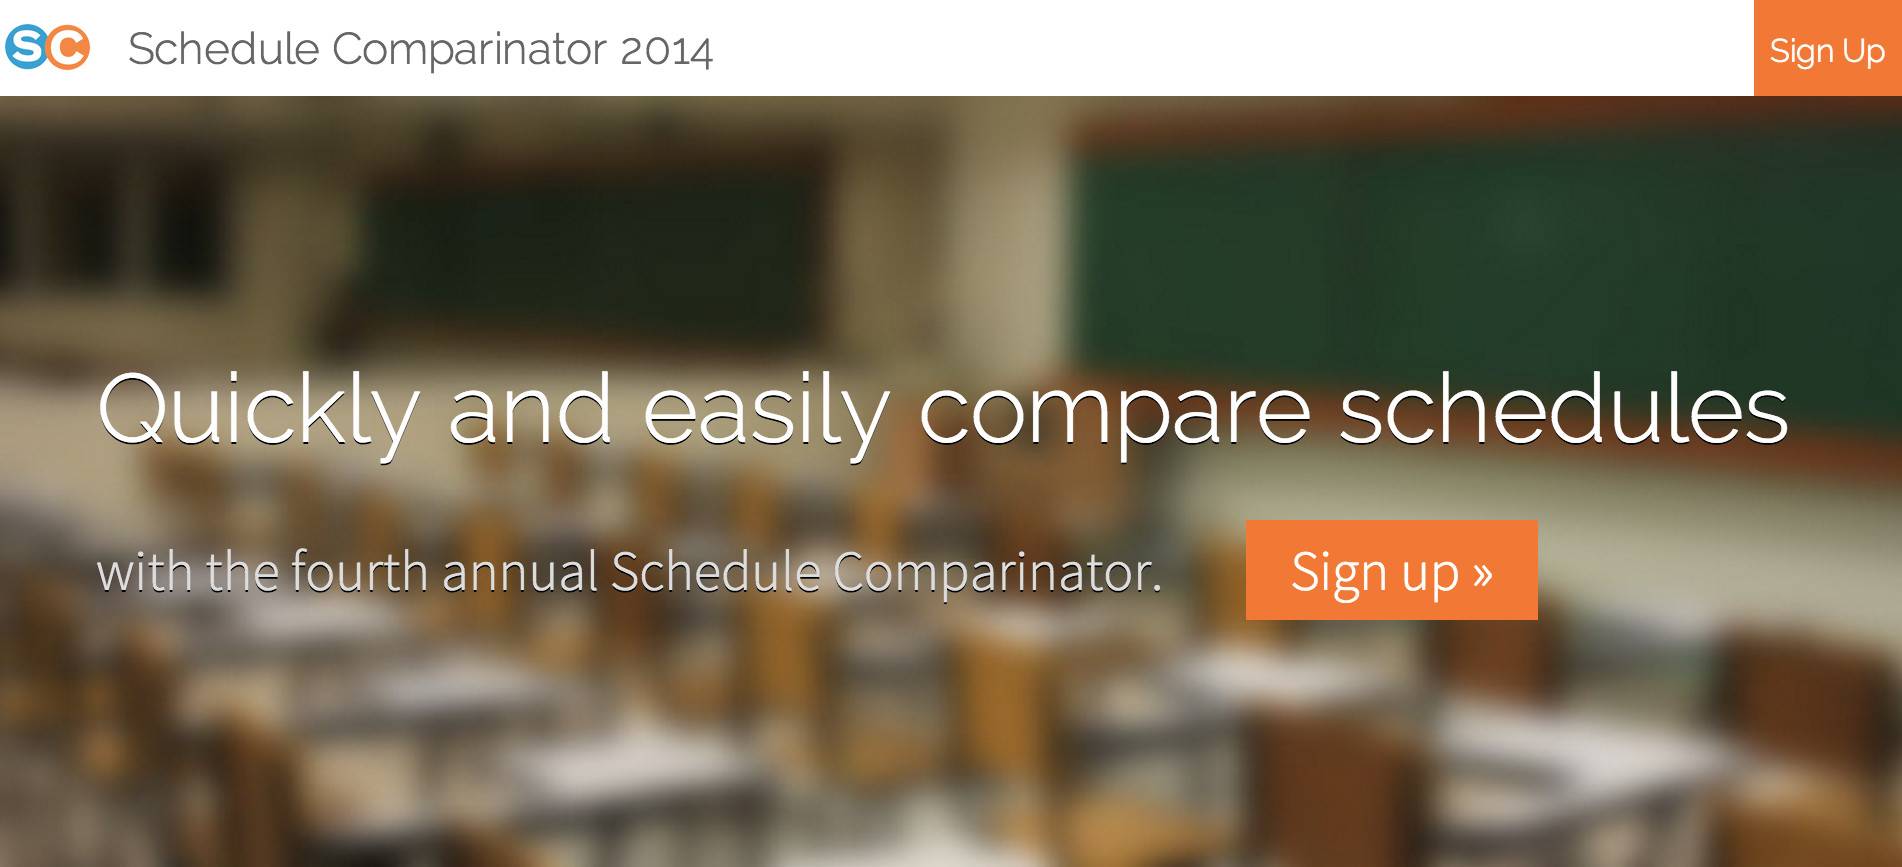 SC Schedule Comparinator 2014
Sign Up
Quickly and easily compare schedules
with the fourth annual Schedule Comparinator.
Sign up »